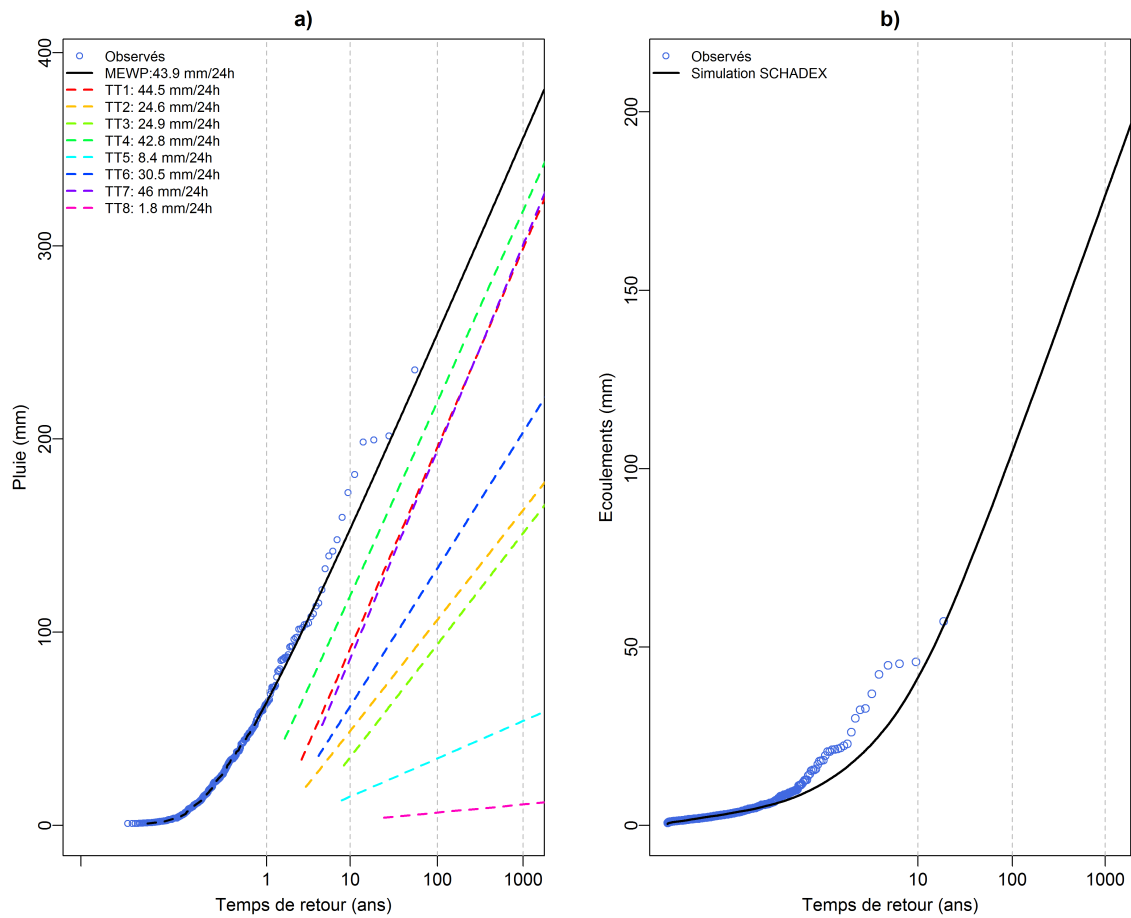 a)
Observés
MEWP:43.9 mm/24h
TT1: 44.5 mm/24h
TT2: 24.6 mm/24h
TT3: 24.9 mm/24h
TT4: 42.8 mm/24h
TT5: 8.4 mm/24h
TT6: 30.5 mm/24h
TT7: 46 mm/24h
TT8: 1.8 mm/24h
400
300
200
100
0
Pluie (mm)
1 10 100 1000
Temps de retour (ans)
b)
Observés
Simulation SCHADEX
200
150
100
50
0
Ecoulements (mm)
10 100 1000
Temps de retour (ans)